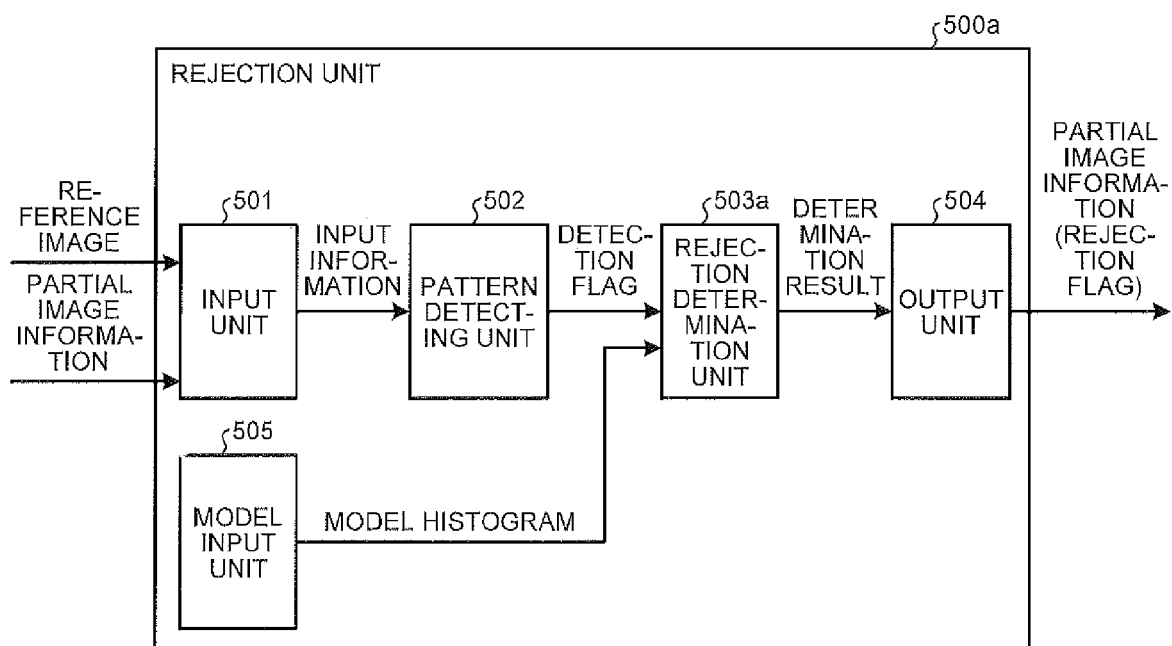 500a
REJECTION UNIT
RE-
FERENCE
IMAGE
PARTIAL
IMAGE
INFORMA-
TION
501
INPUT
UNIT
INPUT
INFOR-
MATION
502
PATTERN
DETECT-
ING UNIT
DETEC-
TION
FLAG
503a
REJECTION
DETER-
MINA-
TION
UNIT
DETER
MINA-
TION
RESULT
504
OUTPUT
UNIT
PARTIAL
IMAGE
INFORMA-
TION
(REJEC-
TION
FLAG)
505
MODEL
INPUT
UNIT
MODEL HISTOGRAM